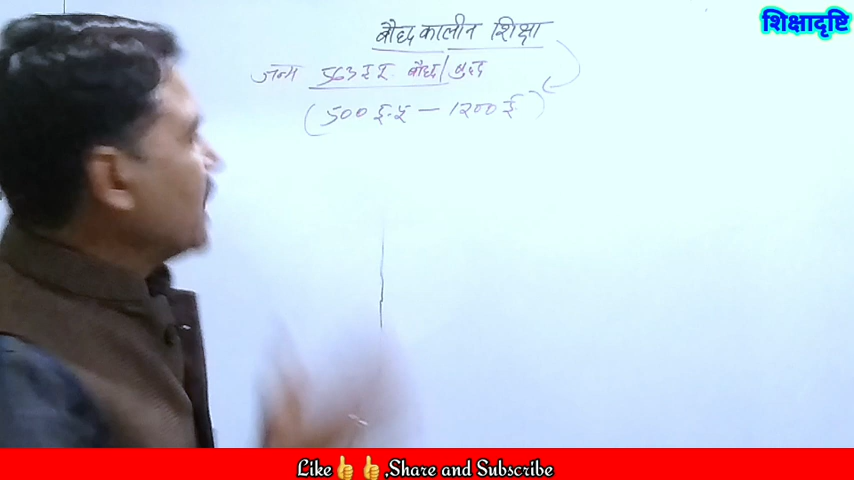 शिक्षादृष्टि
बौद्धकालीन शिक्षा
जन्म 563 ई.पू. बौद्ध/बुद्ध
(500 ई.पू. — 1200 ई)
Like👍👍,Share and Subscribe